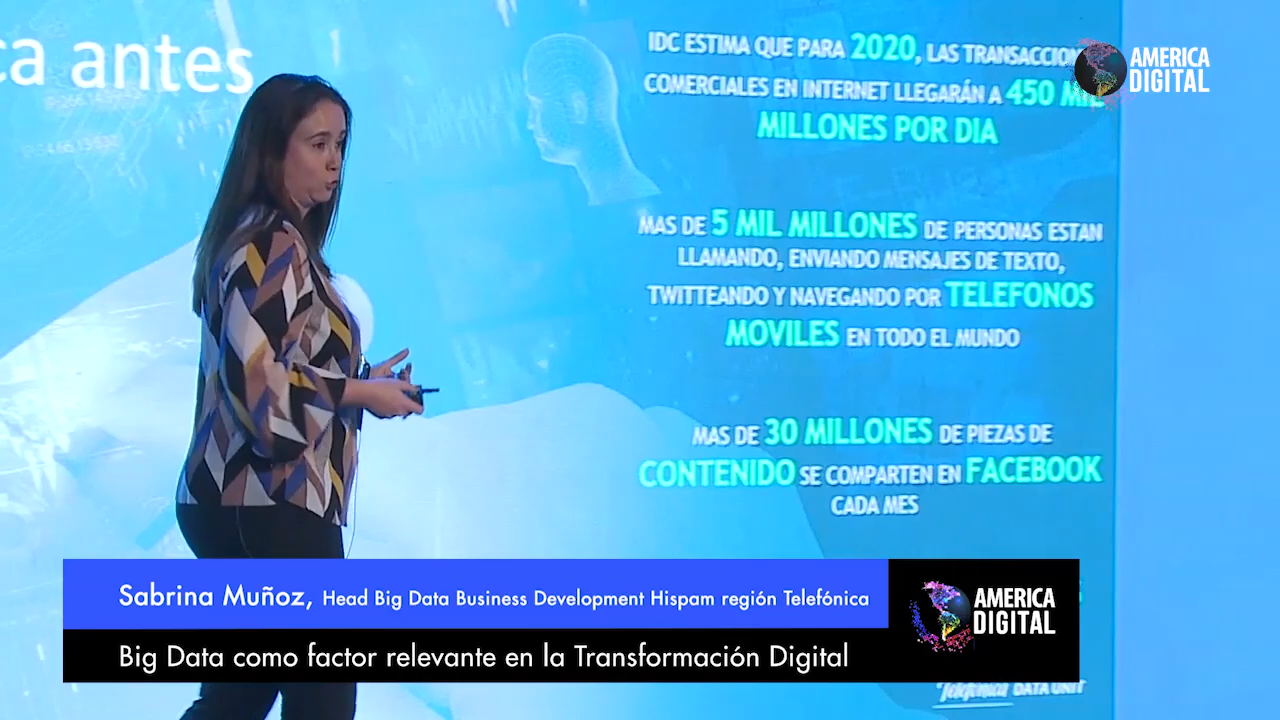 ca antes
IDC ESTIMA QUE PARA 2020, LAS TRANSACCION
COMERCIALES EN INTERNET LLEGARÁN A 450 MIL
MILLONES POR DIA
MAS DE 5 MIL MILLONES DE PERSONAS ESTAN
LLAMANDO, ENVIANDO MENSAJES DE TEXTO,
TWITTEANDO Y NAVEGANDO POR TELEFONOS
MOVILES EN TODO EL MUNDO
MAS DE 30 MILLONES DE PIEZAS DE
CONTENIDO SE COMPARTEN EN FACEBOOK
CADA MES
AMERICA
DIGITAL
Sabrina Muñoz, Head Big Data Business Development Hispam región Telefónica
Big Data como factor relevante en la Transformación Digital
AMERICA
DIGITAL
Telefónica DATA UNIT